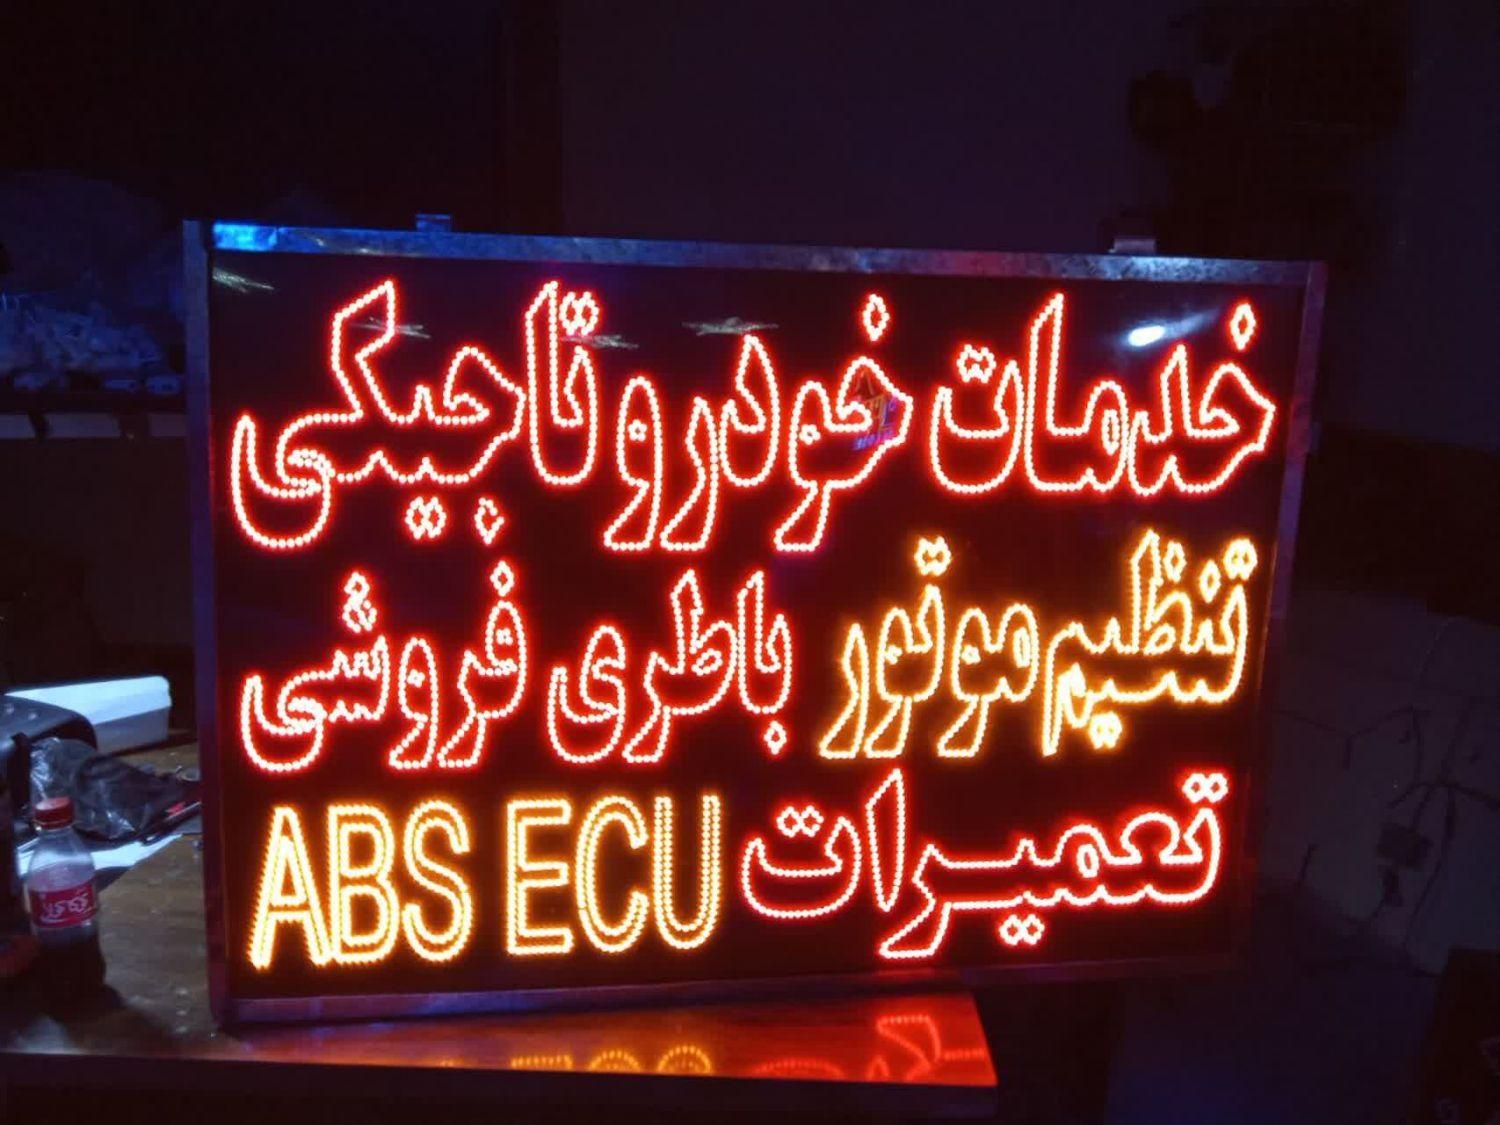 خدمات خودرو تاجیکی
تنظیم موتور باطری فروشی
تعمیرات ABS ECU